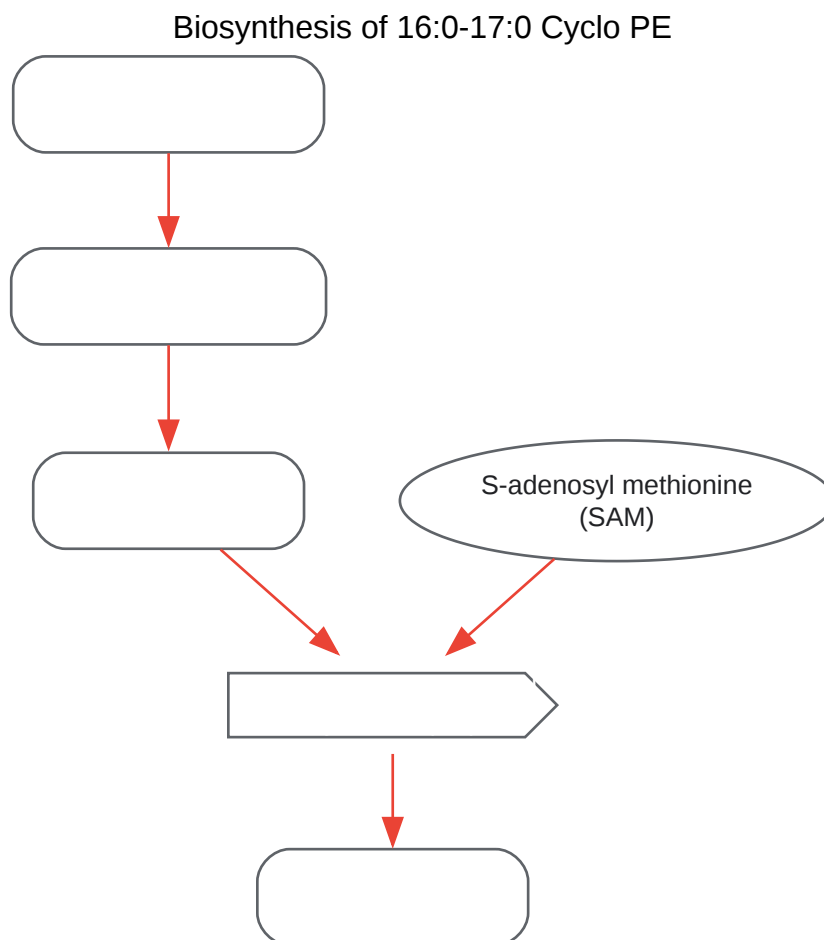 Biosynthesis of 16:0-17:0 Cyclo PE
S-adenosyl methionine
(SAM)